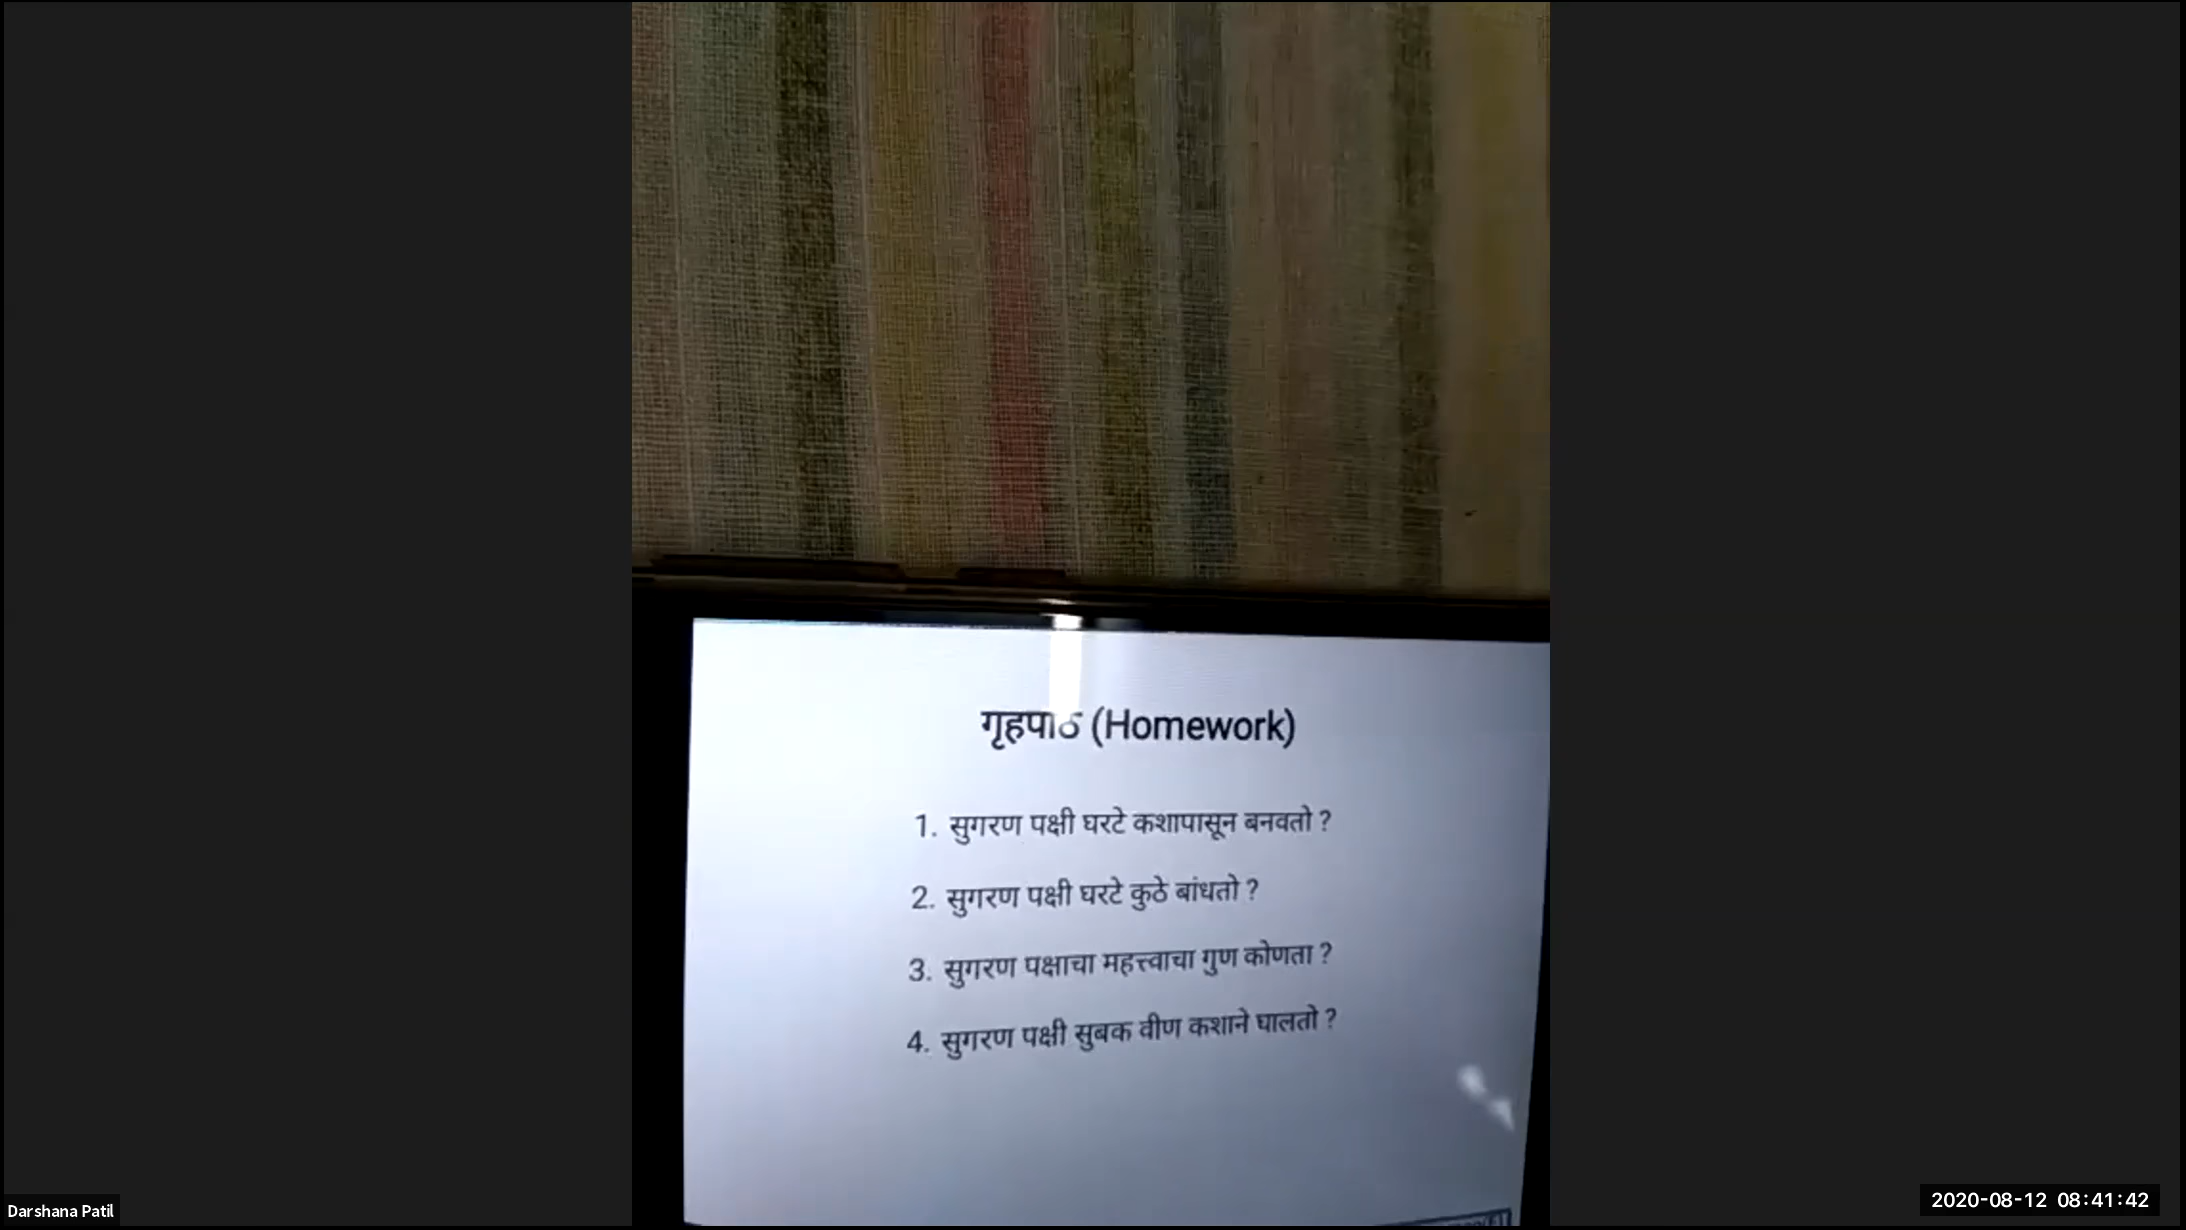 गृहपाठ (Homework)
1. सुगरण पक्षी घरटे कशापासून बनवतो ?
2. सुगरण पक्षी घरटे कुठे बांधतो ?
3. सुगरण पक्षाचा महत्त्वाचा गुण कोणता ?
4. सुगरण पक्षी सुबक वीण कशाने घालतो ?
Darshana Patil
2020-08-12 08:41:42